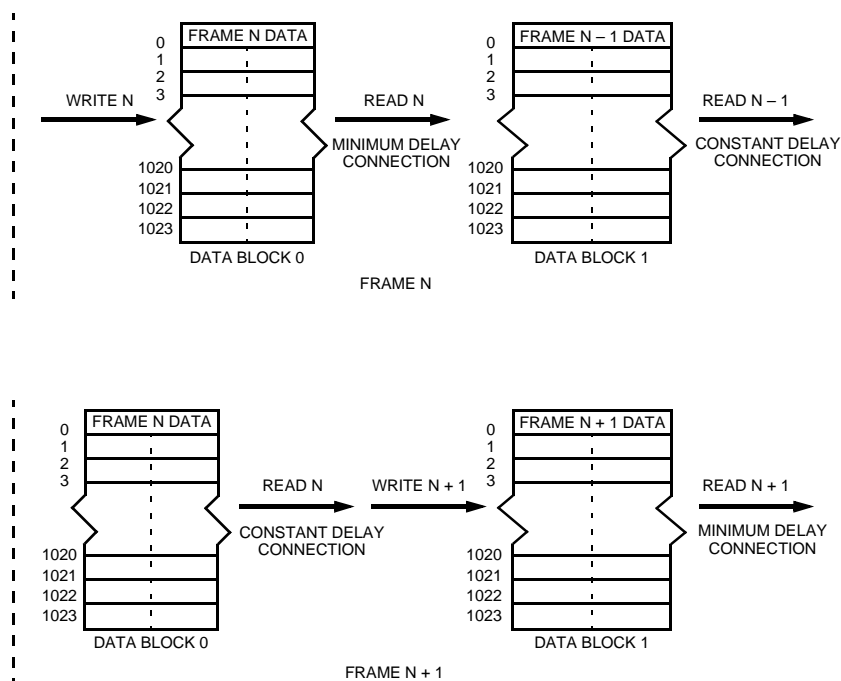 FRAME N DATA
0
1
2
3
WRITE N
READ N
MINIMUM DELAY
CONNECTION
1020
1021
1022
1023
DATA BLOCK 0
FRAME N – 1 DATA
0
1
2
3
READ N – 1
CONSTANT DELAY
CONNECTION
1020
1021
1022
1023
DATA BLOCK 1
FRAME N
FRAME N DATA
0
1
2
3
READ N
CONSTANT DELAY
CONNECTION
1020
1021
1022
1023
DATA BLOCK 0
WRITE N + 1
FRAME N + 1 DATA
0
1
2
3
READ N + 1
MINIMUM DELAY
CONNECTION
1020
1021
1022
1023
DATA BLOCK 1
FRAME N + 1